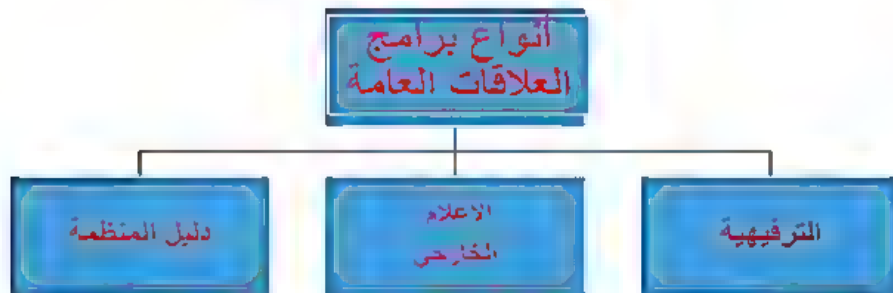 أنواع برامج
العلاقات العامة
الترفيهية
الاعلام
الخارجي
دليل المنظمة